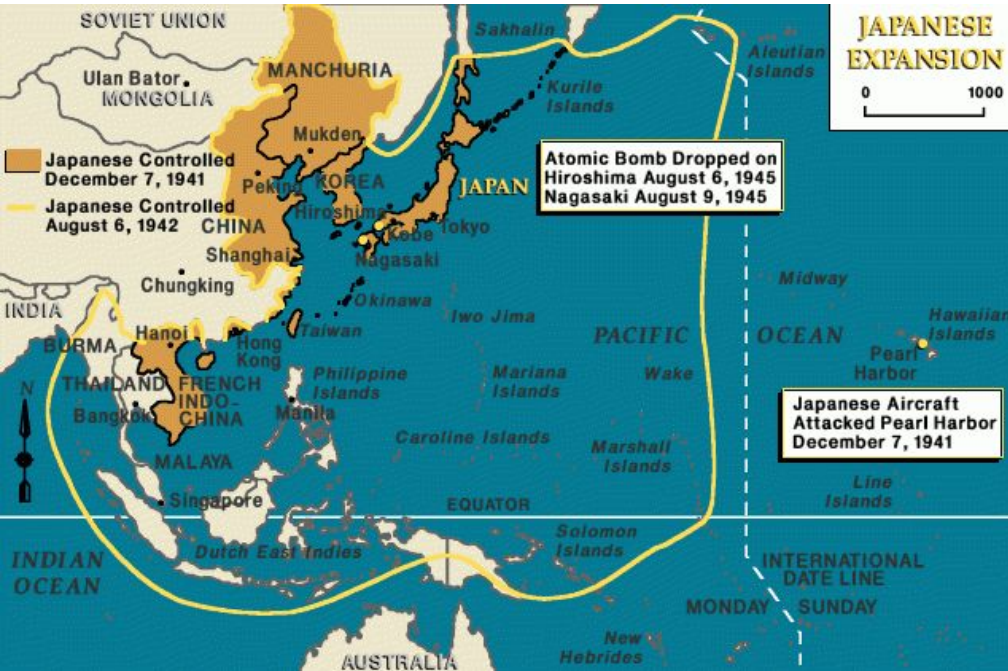 SOVIET UNION
Sakhalin
Aleutian
Islands
JAPANESE
EXPANSION
0 1000
Ulan Bator
MONGOLIA
MANCHURIA
Kurile
Islands
Mukden
Japanese Controlled
December 7, 1941
Peking
KOREA
JAPAN
Atomic Bomb Dropped on
Hiroshima August 6, 1945
Nagasaki August 9, 1945
Japanese Controlled
August 6, 1942
CHINA
Hiroshima
Kobe
Tokyo
Shanghai
Nagasaki
Chungking
Okinawa
Midway
INDIA
Iwo Jima
Hawaiian
Islands
BURMA
Hanoi
Hong
Kong
Taiwan
PACIFIC OCEAN
Pearl
Harbor
N
THAILAND
FRENCH
INDO-
CHINA
Bangkok
Philippine
Islands
Manila
Mariana
Islands
Wake
Japanese Aircraft
Attacked Pearl Harbor
December 7, 1941
Caroline Islands
Marshall
Islands
MALAYA
Singapore
EQUATOR
Line
Islands
INDIAN
OCEAN
Dutch East Indies
Solomon
Islands
INTERNATIONAL
DATE LINE
MONDAY SUNDAY
New
Hebrides
AUSTRALIA